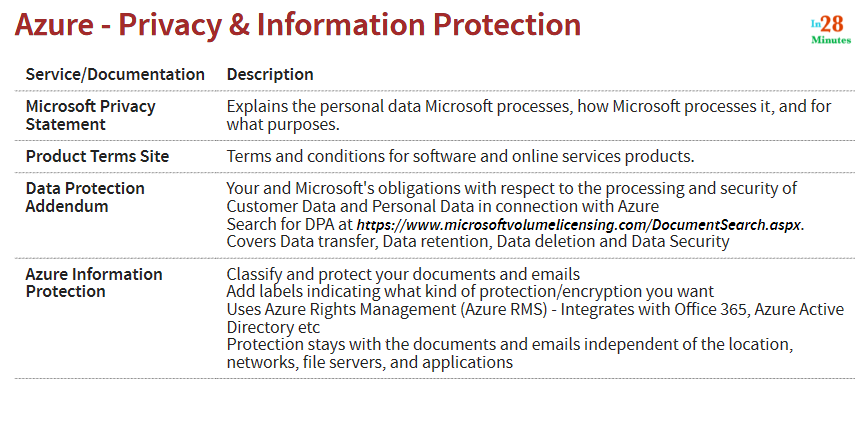 Azure - Privacy & Information Protection
In28
Minutes
Service/Documentation Description
Microsoft Privacy Statement Explains the personal data Microsoft processes, how Microsoft processes it, and for
what purposes.
Product Terms Site Terms and conditions for software and online services products.
Data Protection Addendum Your and Microsoft's obligations with respect to the processing and security of
Customer Data and Personal Data in connection with Azure
Search for DPA at https://www.microsoftvolumelicensing.com/DocumentSearch.aspx.
Covers Data transfer, Data retention, Data deletion and Data Security
Azure Information Protection Classify and protect your documents and emails
Add labels indicating what kind of protection/encryption you want
Uses Azure Rights Management (Azure RMS) - Integrates with Office 365, Azure Active
Directory etc
Protection stays with the documents and emails independent of the location,
networks, file servers, and applications